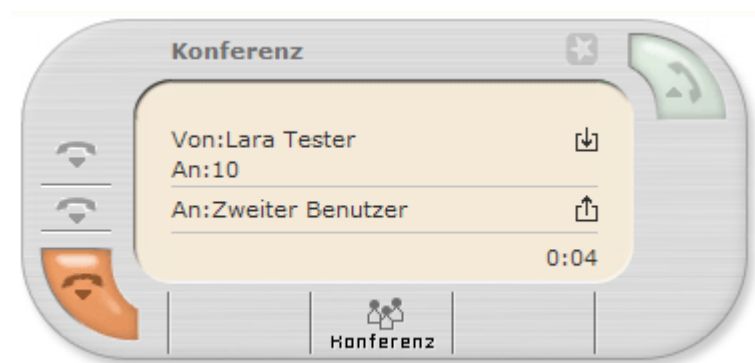 Konferenz
Von:Lara Tester
An:10
An:Zweiter Benutzer
0:04
Konferenz